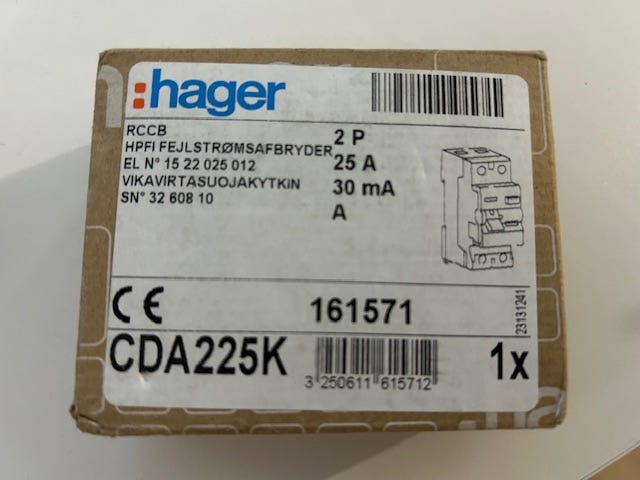 :hager
RCCB
HPFI FEJLSTRØMSAFBRYDER
EL N° 15 22 025 012
VIKAVIRTASUOJAKYTKiN
SN° 32 608 10
2 P
25 A
30 mA
A
23131241
CE
161571
CDA225K
3 250611 615712
1x